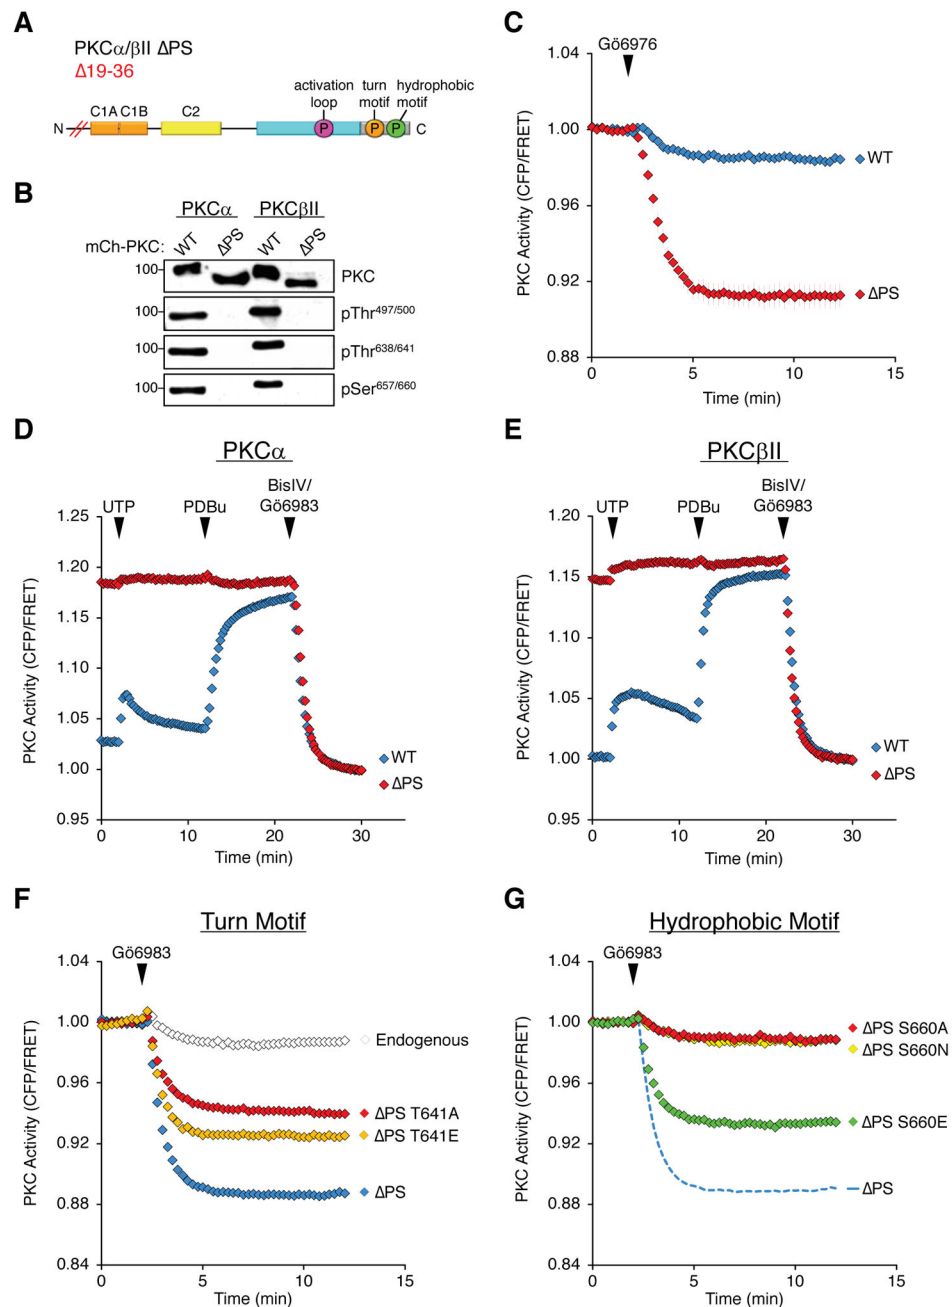 A
PKCα/βII ΔPS
Δ19-36
activation
loop
turn
motif
hydrophobic
motif
C1A C1B
C2
N
P
P
P
C
B
PKCα
PKCβII
mCh-PKC:
WT
ΔPS
WT
ΔPS
100
PKC
100
pThr497/500
100
pThr638/641
100
pSer657/660
C
Gö6976
1.04
1.00
0.96
0.92
0.88
PKC Activity (CFP/FRET)
WT
ΔPS
0
5
10
15
Time (min)
D
PKCα
UTP
PDBu
BisIV/
Gö6983
1.25
1.20
1.15
1.10
1.05
1.00
0.95
PKC Activity (CFP/FRET)
WT
ΔPS
0
10
20
30
Time (min)
E
PKCβII
UTP
PDBu
BisIV/
Gö6983
1.20
1.15
1.10
1.05
1.00
0.95
PKC Activity (CFP/FRET)
WT
ΔPS
0
10
20
30
Time (min)
F
Turn Motif
Gö6983
1.04
1.00
0.96
0.92
0.88
0.84
PKC Activity (CFP/FRET)
Endogenous
ΔPS T641A
ΔPS T641E
ΔPS
0
5
10
15
Time (min)
G
Hydrophobic Motif
Gö6983
1.04
1.00
0.96
0.92
0.88
0.84
PKC Activity (CFP/FRET)
ΔPS S660A
ΔPS S660N
ΔPS S660E
ΔPS
0
5
10
15
Time (min)